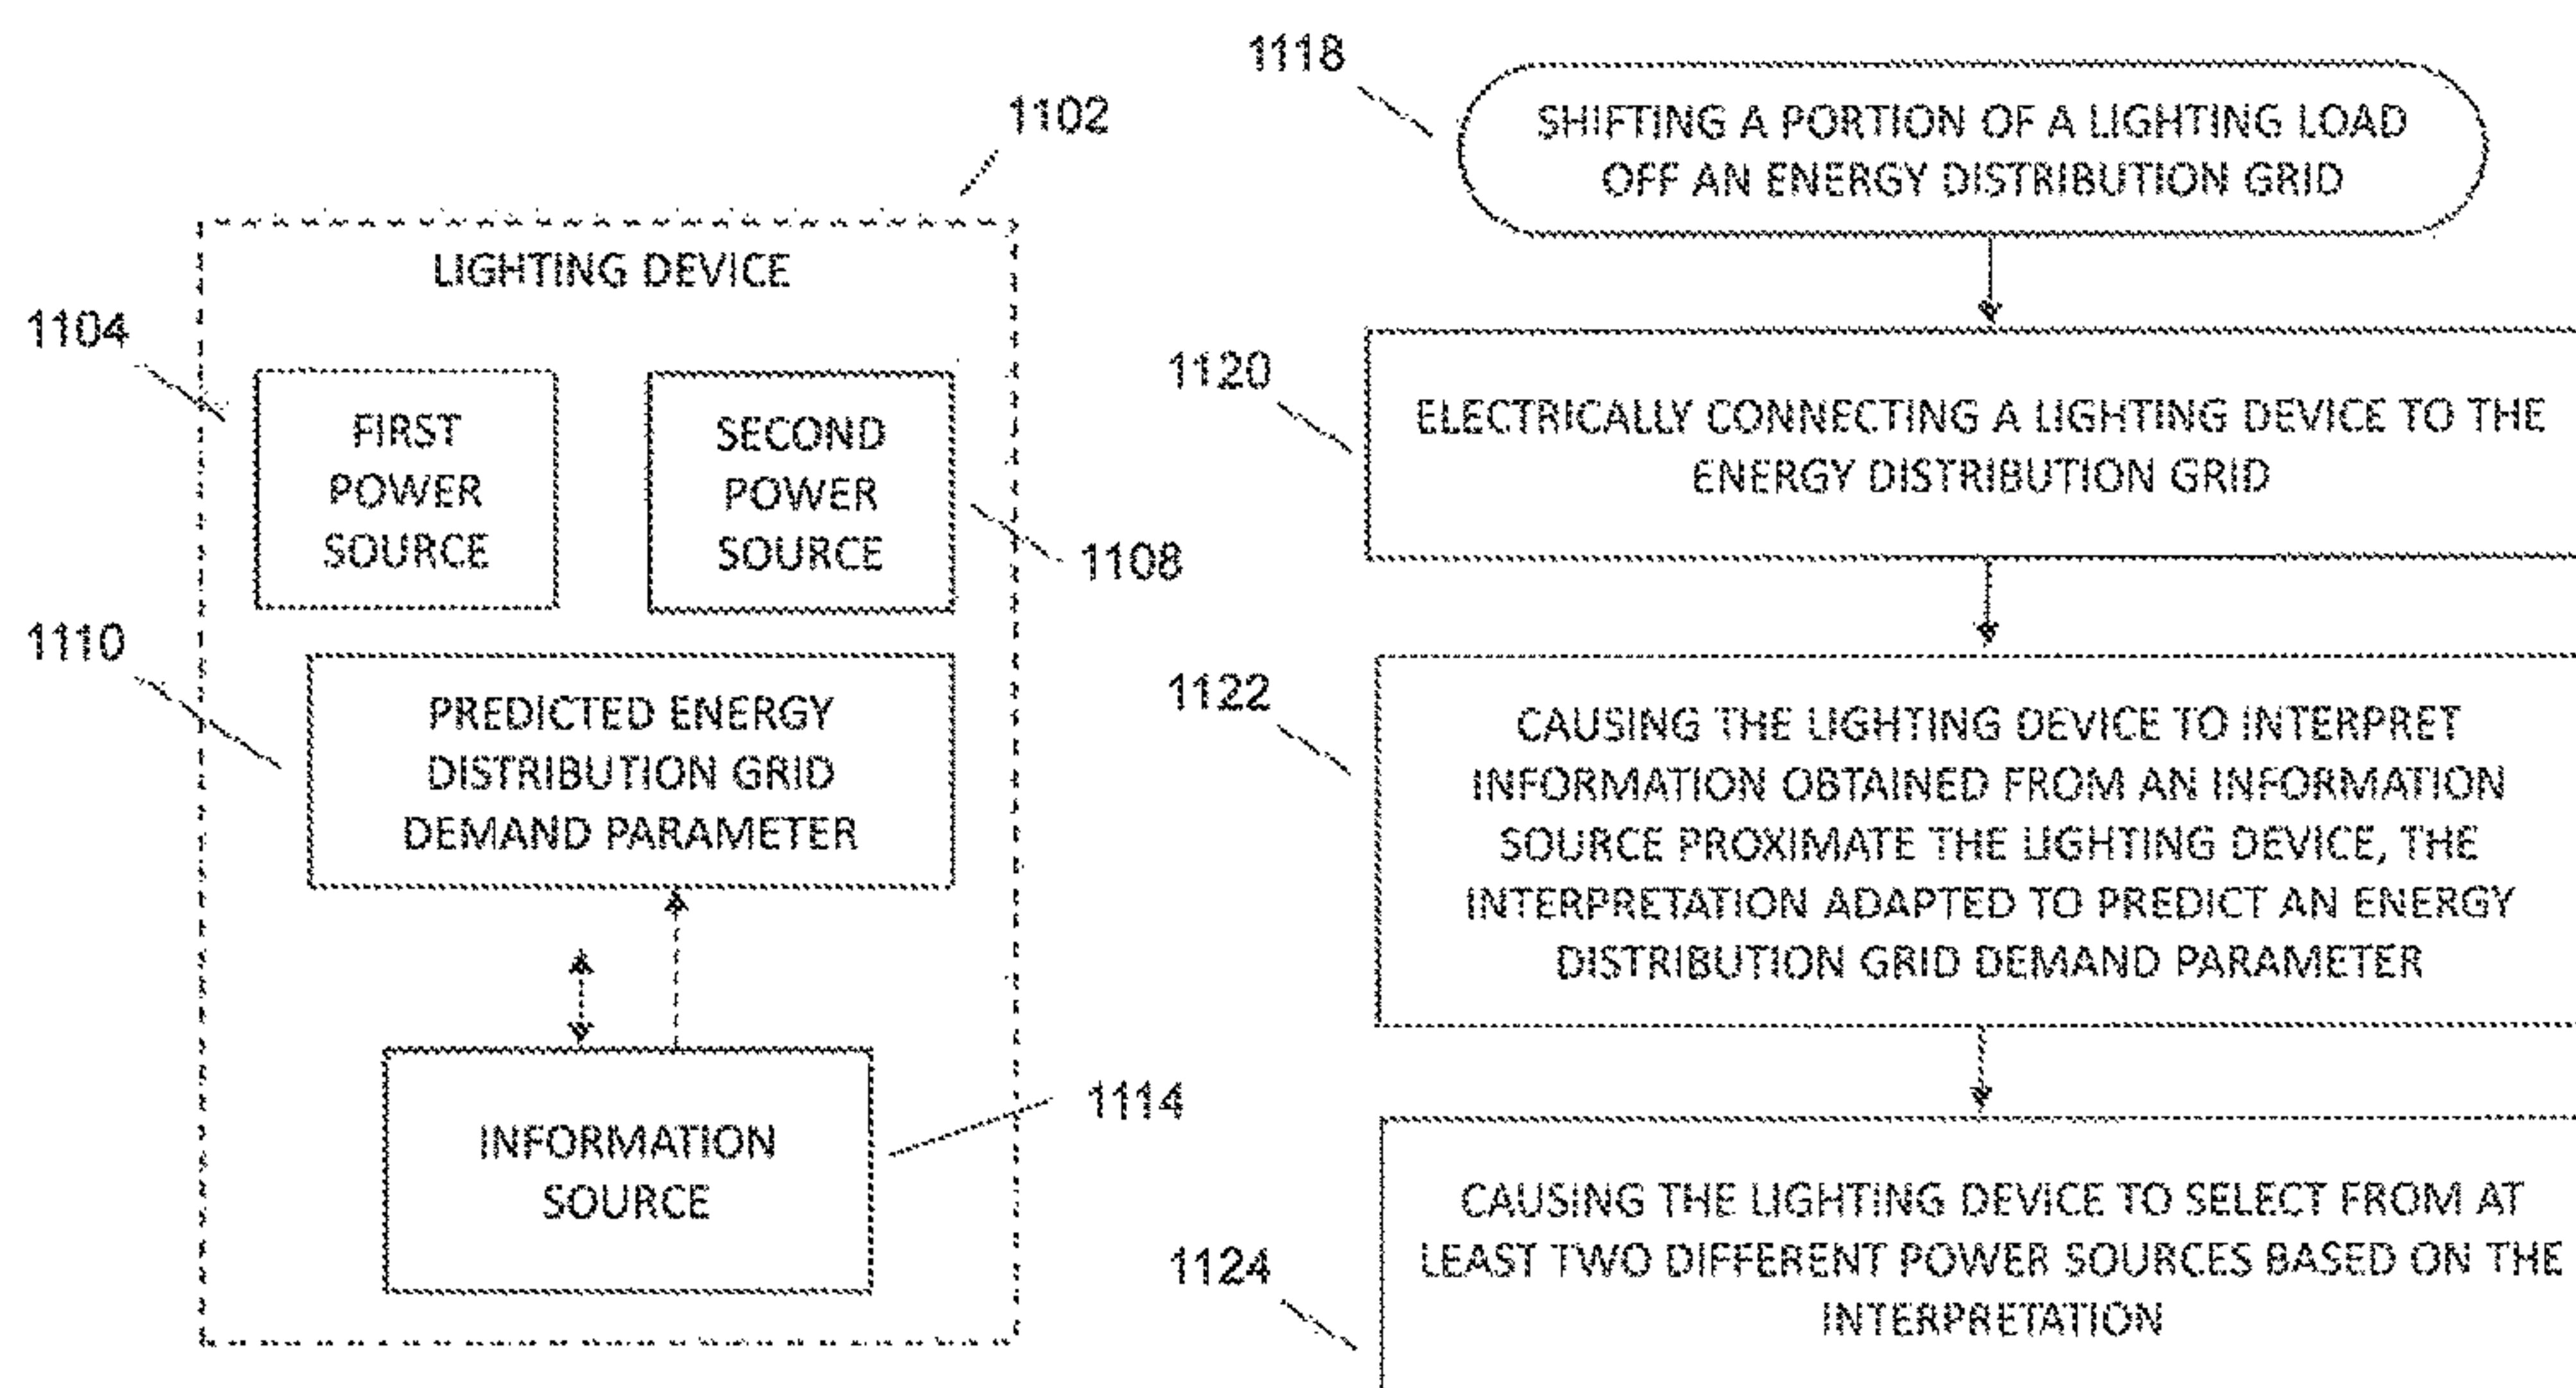 1102
LIGHTING DEVICE
1104
FIRST
POWER
SOURCE
SECOND
POWER
SOURCE
1108
1110
PREDICTED ENERGY
DISTRIBUTION GRID
DEMAND PARAMETER
INFORMATION
SOURCE
1114
1118
SHIFTING A PORTION OF A LIGHTING LOAD
OFF AN ENERGY DISTRIBUTION GRID
1120
ELECTRICALLY CONNECTING A LIGHTING DEVICE TO THE
ENERGY DISTRIBUTION GRID
1122
CAUSING THE LIGHTING DEVICE TO INTERPRET
INFORMATION OBTAINED FROM AN INFORMATION
SOURCE PROXIMATE THE LIGHTING DEVICE, THE
INTERPRETATION ADAPTED TO PREDICT AN ENERGY
DISTRIBUTION GRID DEMAND PARAMETER
1124
CAUSING THE LIGHTING DEVICE TO SELECT FROM AT
LEAST TWO DIFFERENT POWER SOURCES BASED ON THE
INTERPRETATION